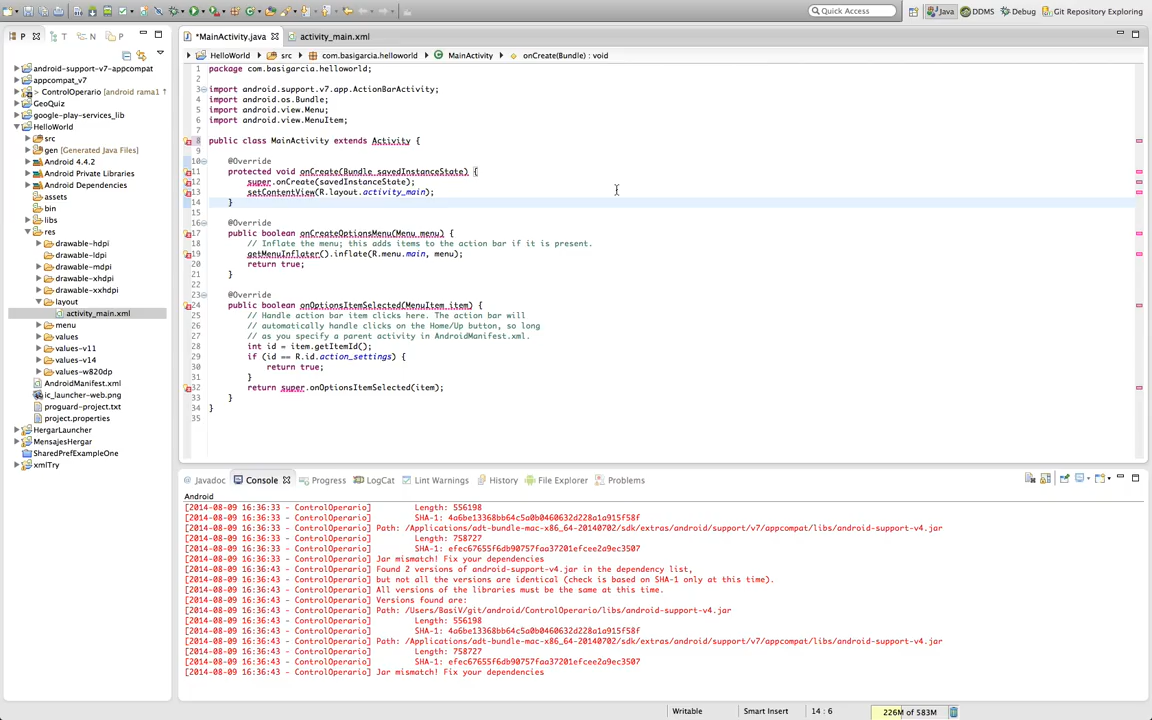 Quick Access
Java
DDMS
Debug
Git Repository Exploring
P
T
N
P
*MainActivity.java
activity_main.xml
HelloWorld
src
com.basigarcia.helloworld
MainActivity
onCreate(Bundle) : void
android-support-v7-appcompat
appcompat_v7
> ControlOperario [android rama1 ↑
GeoQuiz
google-play-services_lib
HelloWorld
src
gen [Generated Java Files]
Android 4.4.2
Android Private Libraries
Android Dependencies
assets
bin
libs
res
drawable-hdpi
drawable-ldpi
drawable-mdpi
drawable-xhdpi
drawable-xxhdpi
layout
activity_main.xml
menu
values
values-v11
values-v14
values-w820dp
AndroidManifest.xml
ic_launcher-web.png
proguard-project.txt
project.properties
HergarLauncher
MensajesHergar
SharedPrefExampleOne
xmlTry
1 package com.basigarcia.helloworld;
2
3 import android.support.v7.app.ActionBarActivity;
4 import android.os.Bundle;
5 import android.view.Menu;
6 import android.view.MenuItem;
7
8 public class MainActivity extends Activity {
9
10 @Override
11 protected void onCreate(Bundle savedInstanceState) {
12 super.onCreate(savedInstanceState);
13 setContentView(R.layout.activity_main);
14 }
15
16 @Override
17 public boolean onCreateOptionsMenu(Menu menu) {
18 // Inflate the menu; this adds items to the action bar if it is present.
19 getMenuInflater().inflate(R.menu.main, menu);
20 return true;
21 }
22
23 @Override
24 public boolean onOptionsItemSelected(MenuItem item) {
25 // Handle action bar item clicks here. The action bar will
26 // automatically handle clicks on the Home/Up button, so long
27 // as you specify a parent activity in AndroidManifest.xml.
28 int id = item.getItemId();
29 if (id == R.id.action_settings) {
30 return true;
31 }
32 return super.onOptionsItemSelected(item);
33 }
34 }
35
Javadoc
Console
Progress
LogCat
Lint Warnings
History
File Explorer
Problems
Android
[2014-08-09 16:36:33 - ControlOperario] Length: 556198
[2014-08-09 16:36:33 - ControlOperario] SHA-1: 4a6be13368bb64c5a0b0460632d228a1a915f58f
[2014-08-09 16:36:33 - ControlOperario] Path: /Applications/adt-bundle-mac-x86_64-20140702/sdk/extras/android/support/v7/appcompat/libs/android-support-v4.jar
[2014-08-09 16:36:33 - ControlOperario] Length: 758727
[2014-08-09 16:36:33 - ControlOperario] SHA-1: efec67655f6db90757faa37201efcee2a9ec3507
[2014-08-09 16:36:33 - ControlOperario] Jar mismatch! Fix your dependencies
[2014-08-09 16:36:43 - ControlOperario] Found 2 versions of android-support-v4.jar in the dependency list,
[2014-08-09 16:36:43 - ControlOperario] but not all the versions are identical (check is based on SHA-1 only at this time).
[2014-08-09 16:36:43 - ControlOperario] All versions of the libraries must be the same at this time.
[2014-08-09 16:36:43 - ControlOperario] Versions found are:
[2014-08-09 16:36:43 - ControlOperario] Path: /Users/BasiV/git/android/ControlOperario/libs/android-support-v4.jar
[2014-08-09 16:36:43 - ControlOperario] Length: 556198
[2014-08-09 16:36:43 - ControlOperario] SHA-1: 4a6be13368bb64c5a0b0460632d228a1a915f58f
[2014-08-09 16:36:43 - ControlOperario] Path: /Applications/adt-bundle-mac-x86_64-20140702/sdk/extras/android/support/v7/appcompat/libs/android-support-v4.jar
[2014-08-09 16:36:43 - ControlOperario] Length: 758727
[2014-08-09 16:36:43 - ControlOperario] SHA-1: efec67655f6db90757faa37201efcee2a9ec3507
[2014-08-09 16:36:43 - ControlOperario] Jar mismatch! Fix your dependencies
Writable
Smart Insert
14 : 6
226M of 583M